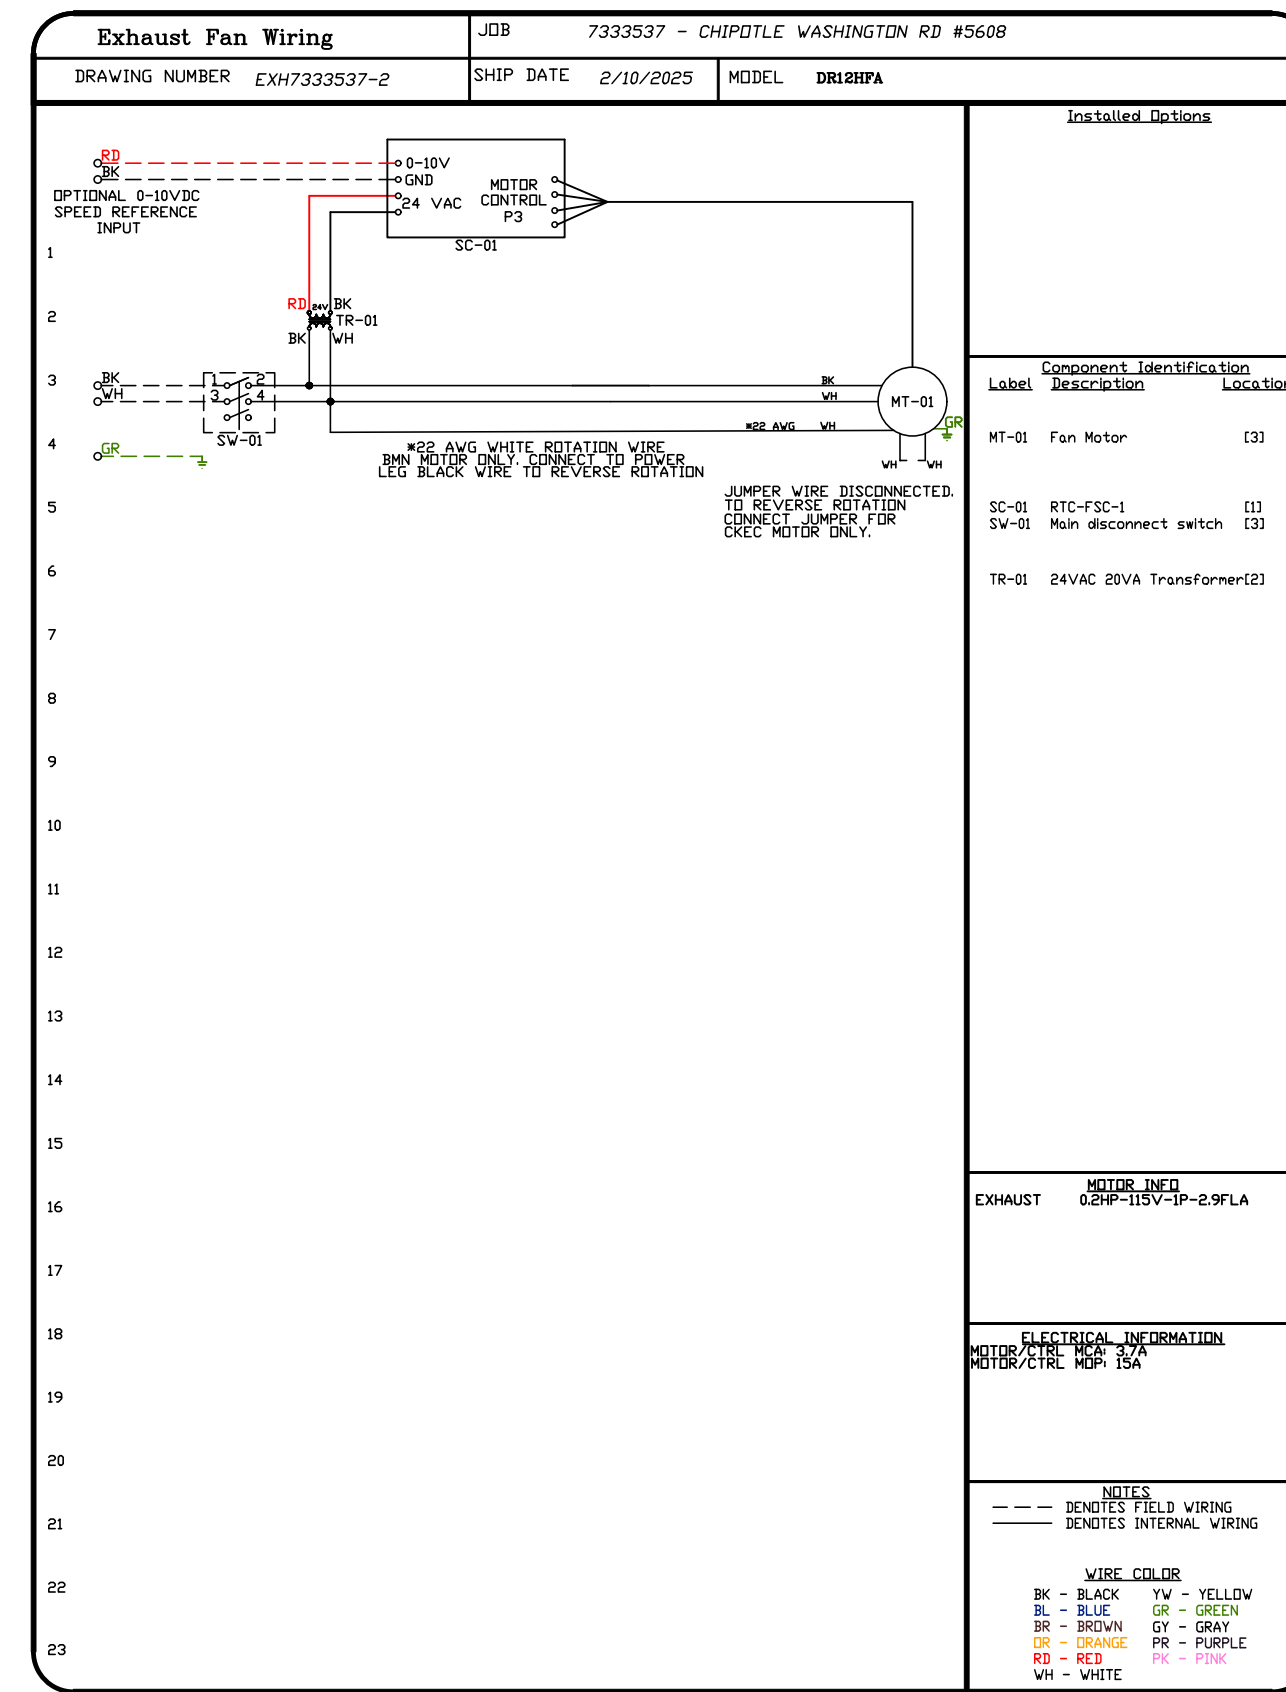 Exhaust Fan Wiring
JOB 7333537 - CHIPOTLE WASHINGTON RD #5608
DRAWING NUMBER EXH7333537-2
SHIP DATE 2/10/2025
MODEL DR12HFA
RD
BK
OPTIONAL 0-10VDC
SPEED REFERENCE
INPUT
0-10V
GND
24 VAC
MOTOR
CONTROL
P3
SC-01
RD 24V BK
TR-01
BK WH
BK
WH
1 2
3 4
SW-01
GR
BK
WH
*22 AWG WH
MT-01
GR
WH WH
*22 AWG WHITE ROTATION WIRE
BMN MOTOR ONLY. CONNECT TO POWER
LEG BLACK WIRE TO REVERSE ROTATION
JUMPER WIRE DISCONNECTED.
TO REVERSE ROTATION
CONNECT JUMPER FOR
CKEC MOTOR ONLY.
1
2
3
4
5
6
7
8
9
10
11
12
13
14
15
16
17
18
19
20
21
22
23
Installed Options
Component Identification
Label Description Location
MT-01 Fan Motor [3]
SC-01 RTC-FSC-1 [1]
SW-01 Main disconnect switch [3]
TR-01 24VAC 20VA Transformer[2]
MOTOR INFO
EXHAUST 0.2HP-115V-1P-2.9FLA
ELECTRICAL INFORMATION
MOTOR/CTRL MCA: 3.7A
MOTOR/CTRL MOP: 15A
NOTES
DENOTES FIELD WIRING
DENOTES INTERNAL WIRING
WIRE COLOR
BK - BLACK YW - YELLOW
BL - BLUE GR - GREEN
BR - BROWN GY - GRAY
OR - ORANGE PR - PURPLE
RD - RED PK - PINK
WH - WHITE